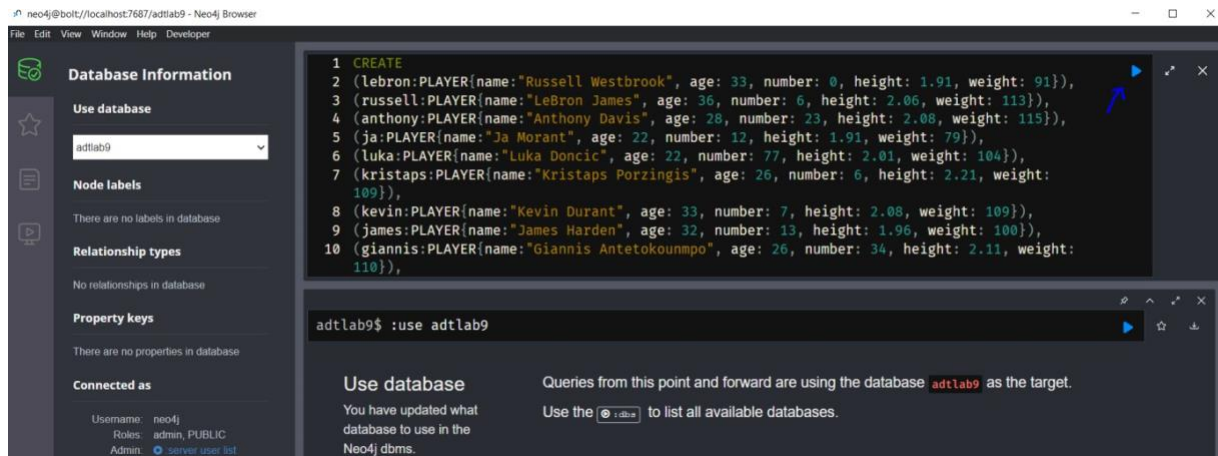 neo4j@bolt://localhost:7687/adtlab9 - Neo4j Browser
File Edit View Window Help Developer
Database Information
Use database
adtlab9
Node labels
There are no labels in database
Relationship types
No relationships in database
Property keys
There are no properties in database
Connected as
Username: neo4j
Roles: admin, PUBLIC
Admin: :server user list
1 CREATE
2 (lebron:PLAYER{name:"Russell Westbrook", age: 33, number: 0, height: 1.91, weight: 91}),
3 (russell:PLAYER{name:"LeBron James", age: 36, number: 6, height: 2.06, weight: 113}),
4 (anthony:PLAYER{name:"Anthony Davis", age: 28, number: 23, height: 2.08, weight: 115}),
5 (ja:PLAYER{name:"Ja Morant", age: 22, number: 12, height: 1.91, weight: 79}),
6 (luka:PLAYER{name:"Luka Doncic", age: 22, number: 77, height: 2.01, weight: 104}),
7 (kristaps:PLAYER{name:"Kristaps Porzingis", age: 26, number: 6, height: 2.21, weight:
109}),
8 (kevin:PLAYER{name:"Kevin Durant", age: 33, number: 7, height: 2.08, weight: 109}),
9 (james:PLAYER{name:"James Harden", age: 32, number: 13, height: 1.96, weight: 100}),
10 (giannis:PLAYER{name:"Giannis Antetokounmpo", age: 26, number: 34, height: 2.11, weight:
110}),
adtlab9$ :use adtlab9
Use database
You have updated what
database to use in the
Neo4j dbms.
Queries from this point and forward are using the database adtlab9 as the target.
Use the :dbs to list all available databases.